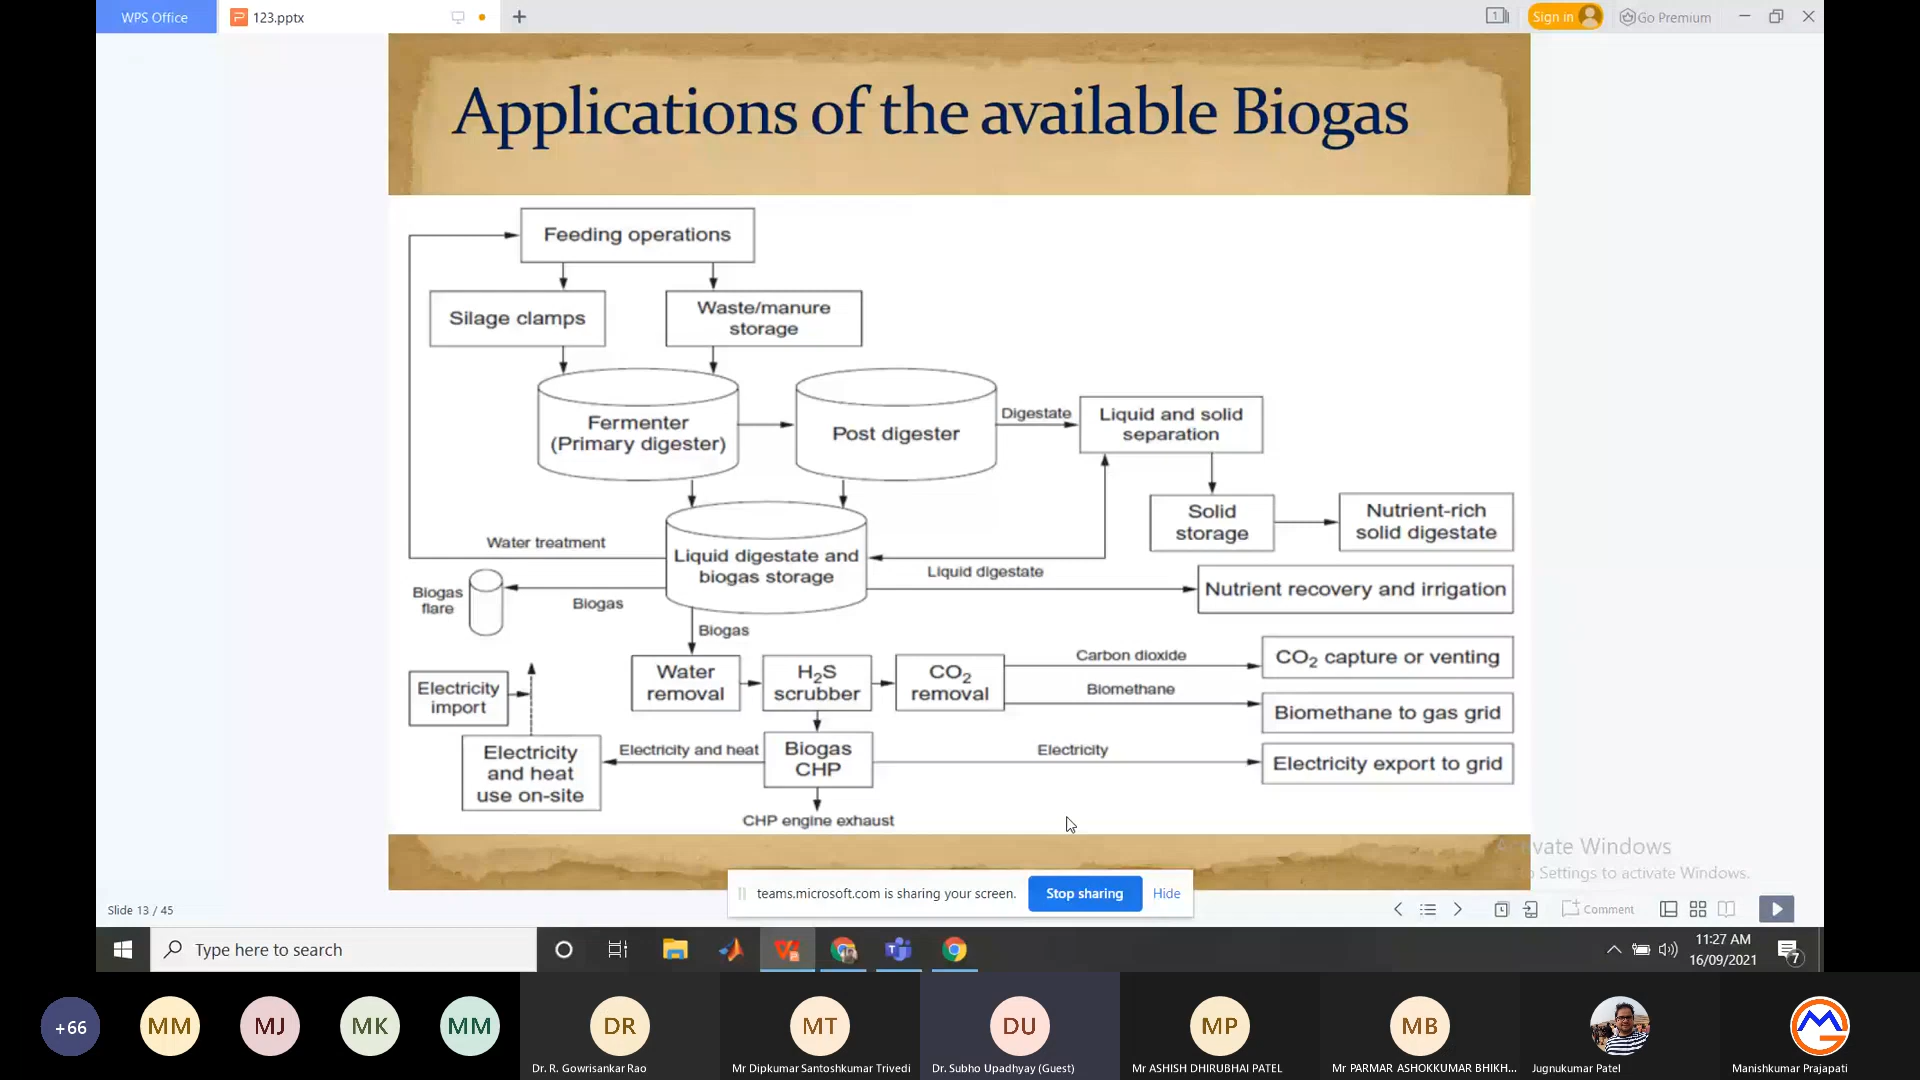 WPS Office
123.pptx
1
Sign in
Go Premium
Applications of the available Biogas
Feeding operations
Silage clamps
Waste/manure
storage
Fermenter
(Primary digester)
Post digester
Digestate
Liquid and solid
separation
Solid
storage
Nutrient-rich
solid digestate
Water treatment
Liquid digestate and
biogas storage
Liquid digestate
Nutrient recovery and irrigation
Biogas
flare
Biogas
Biogas
Water
removal
H2S
scrubber
CO2
removal
Carbon dioxide
CO2 capture or venting
Biomethane
Biomethane to gas grid
Electricity
import
Electricity
and heat
use on-site
Electricity and heat
Biogas
CHP
Electricity
Electricity export to grid
CHP engine exhaust
Activate Windows
Settings to activate Windows.
teams.microsoft.com is sharing your screen.
Stop sharing
Hide
Slide 13 / 45
Comment
Type here to search
11:27 AM
16/09/2021
7
+66
MM
MJ
MK
MM
DR
MT
DU
MP
MB
Dr. R. Gowrisankar Rao
Mr Dipkumar Santoshkumar Trivedi
Dr. Subho Upadhyay (Guest)
Mr ASHISH DHIRUBHAI PATEL
Mr PARMAR ASHOKKUMAR BHIKH...
Jugnukumar Patel
Manishkumar Prajapati